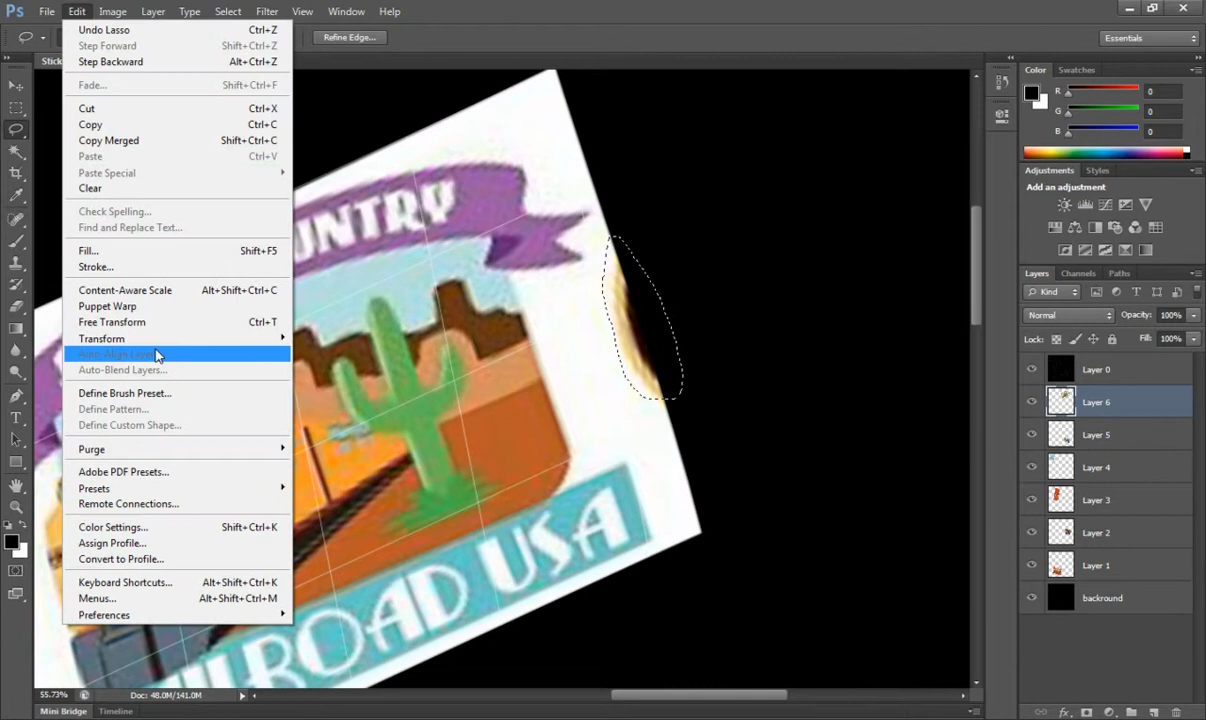 Ps File Edit Image Layer Type Select Filter View Window Help
Refine Edge... Essentials
Stick
Undo Lasso Ctrl+Z
Step Forward Shift+Ctrl+Z
Step Backward Alt+Ctrl+Z
Fade... Shift+Ctrl+F
Cut Ctrl+X
Copy Ctrl+C
Copy Merged Shift+Ctrl+C
Paste Ctrl+V
Paste Special
Clear
Check Spelling...
Find and Replace Text...
Fill... Shift+F5
Stroke...
Content-Aware Scale Alt+Shift+Ctrl+C
Puppet Warp
Free Transform Ctrl+T
Transform
Auto-Align Layers...
Auto-Blend Layers...
Define Brush Preset...
Define Pattern...
Define Custom Shape...
Purge
Adobe PDF Presets...
Presets
Remote Connections...
Color Settings... Shift+Ctrl+K
Assign Profile...
Convert to Profile...
Keyboard Shortcuts... Alt+Shift+Ctrl+K
Menus... Alt+Shift+Ctrl+M
Preferences
UNTRY
ILROAD USA
Color Swatches
R 0
G 0
B 0
Adjustments Styles
Add an adjustment
Layers Channels Paths
Kind
Normal Opacity: 100%
Lock: Fill: 100%
Layer 0
Layer 6
Layer 5
Layer 4
Layer 3
Layer 2
Layer 1
backround
55.73% Doc: 48.0M/141.0M
Mini Bridge Timeline